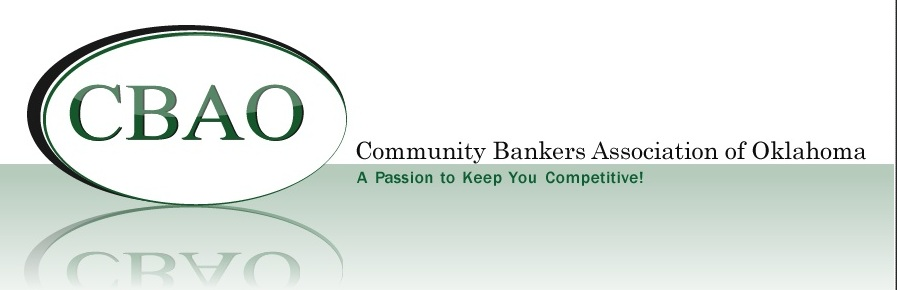 CBAO
Community Bankers Association of Oklahoma
A Passion to Keep You Competitive!